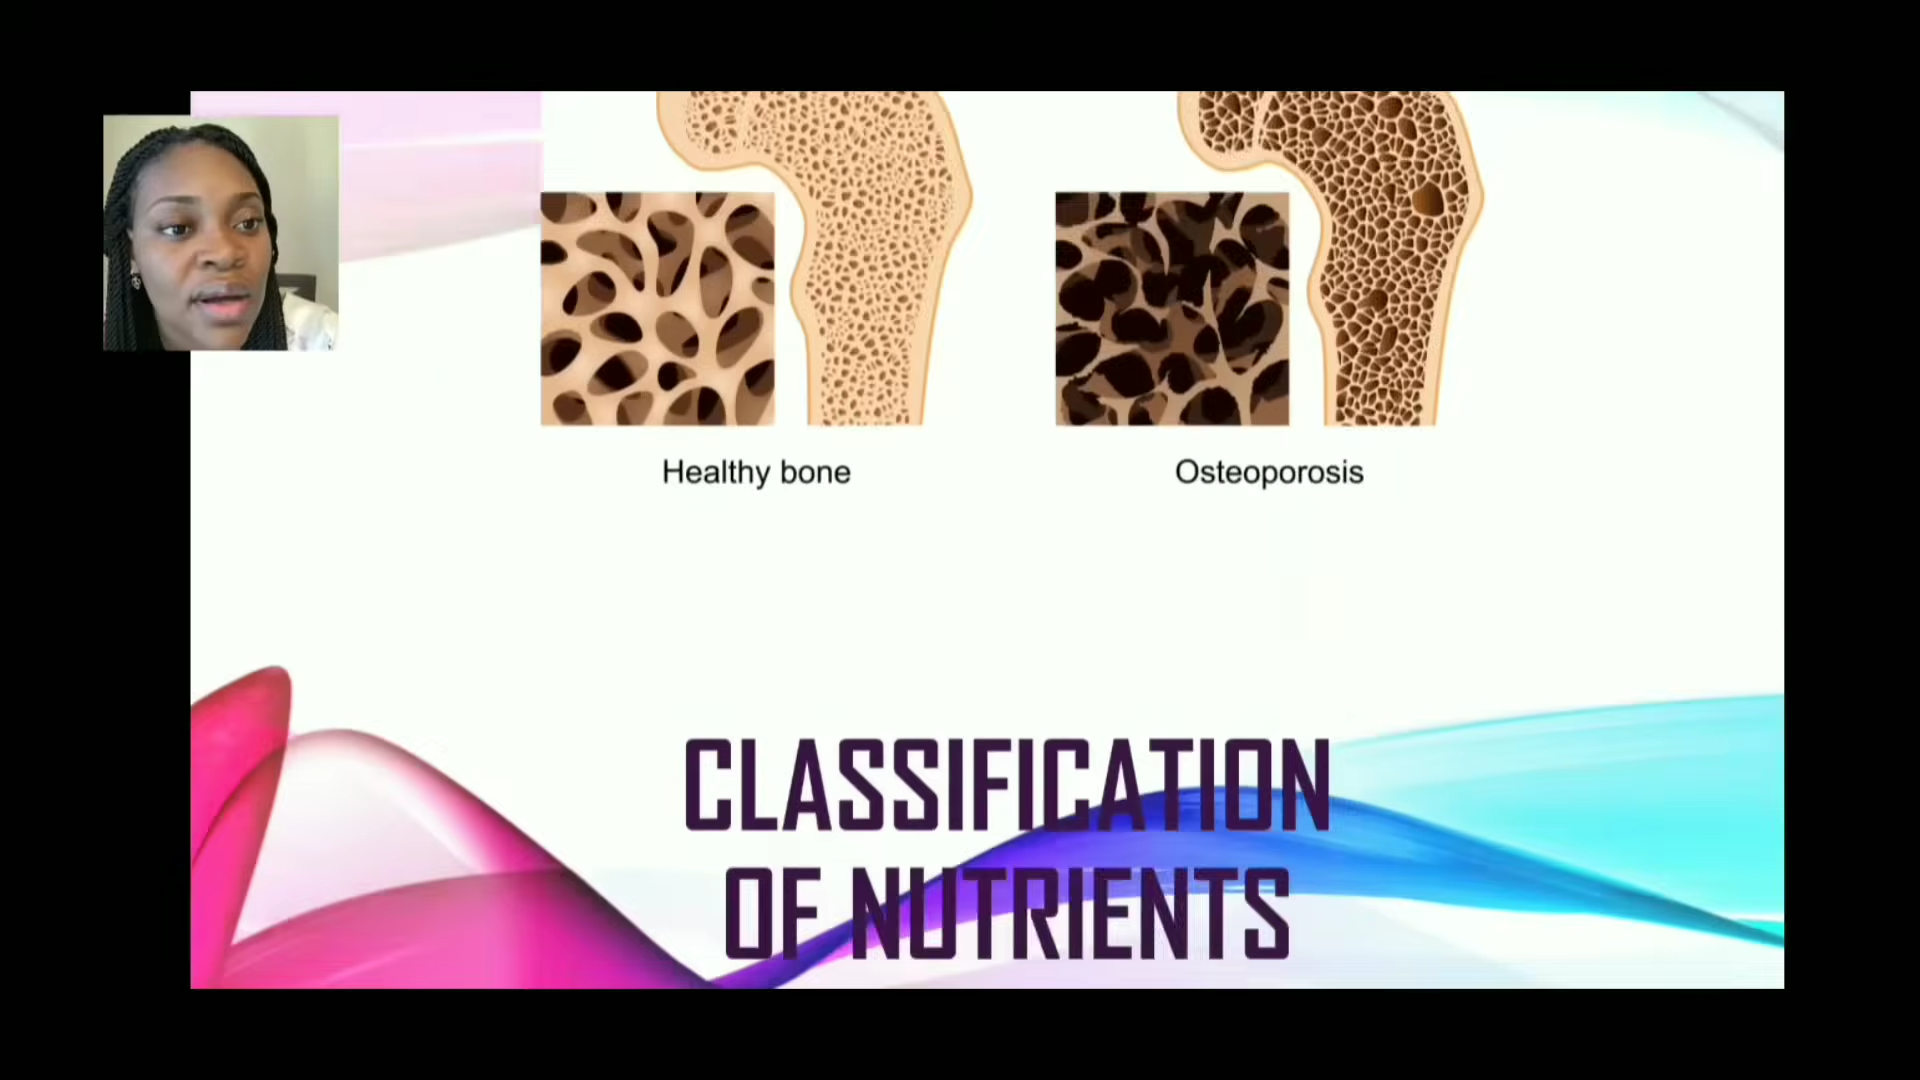 Healthy bone
Osteoporosis
CLASSIFICATION
OF NUTRIENTS